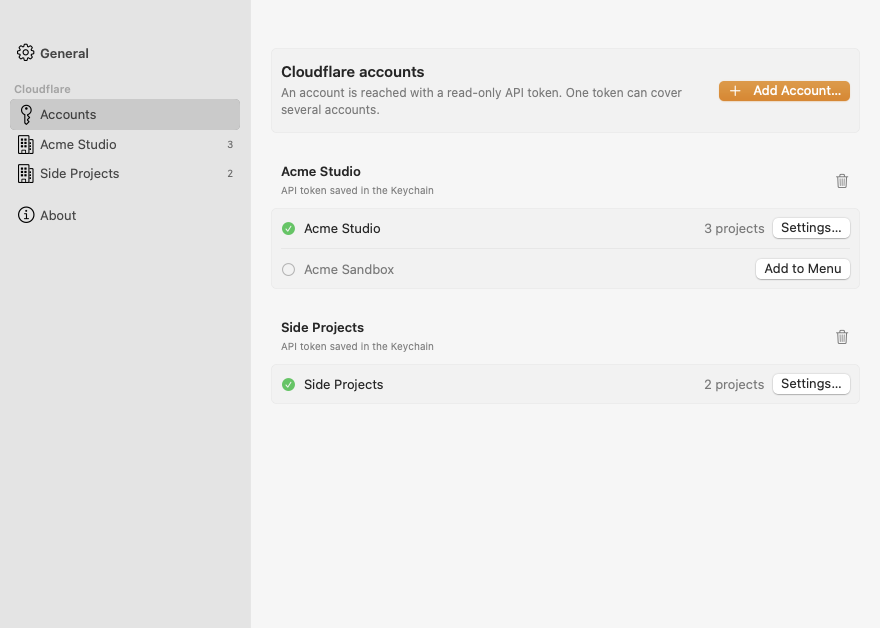 General
Cloudflare
Accounts
Acme Studio 3
Side Projects 2
About
Cloudflare accounts
An account is reached with a read-only API token. One token can cover
several accounts.
+ Add Account...
Acme Studio
API token saved in the Keychain
Acme Studio 3 projects Settings...
Acme Sandbox Add to Menu
Side Projects
API token saved in the Keychain
Side Projects 2 projects Settings...